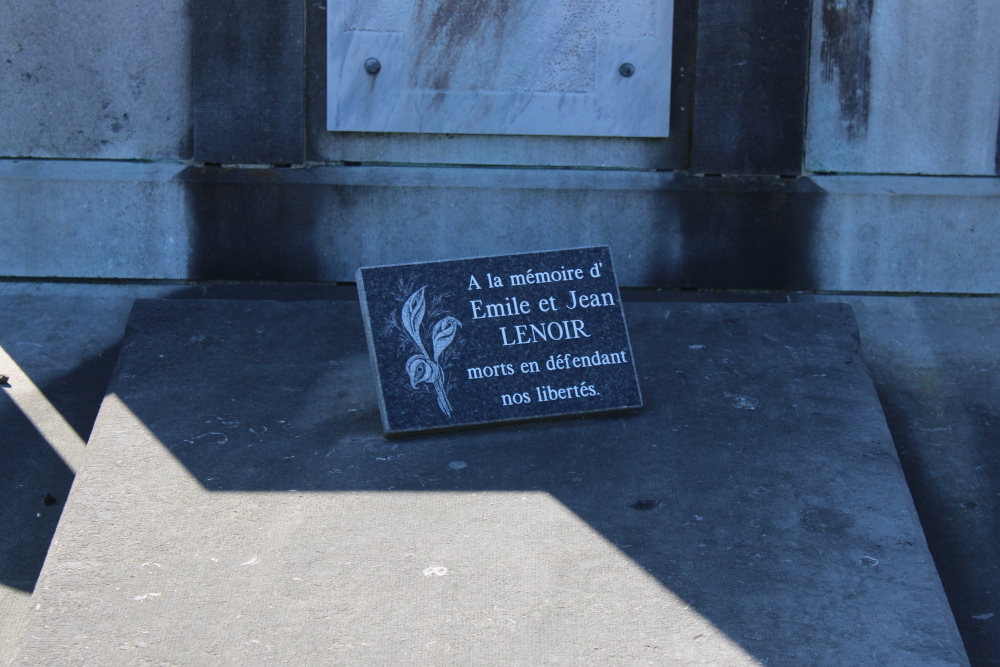 A la mémoire d'
Emile et Jean
LENOIR
morts en défendant
nos libertés.